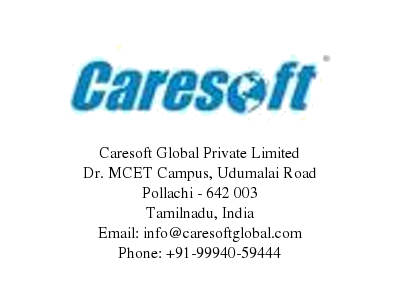 Caresoft®
Caresoft Global Private Limited
Dr. MCET Campus, Udumalai Road
Pollachi - 642 003
Tamilnadu, India
Email: info@caresoftglobal.com
Phone: +91-99940-59444